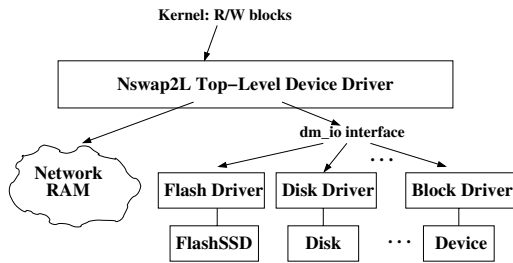 Kernel: R/W blocks
Nswap2L Top−Level Device Driver
dm_io interface
...
Network
RAM
Flash Driver
Disk Driver
Block Driver
FlashSSD
Disk
...
Device